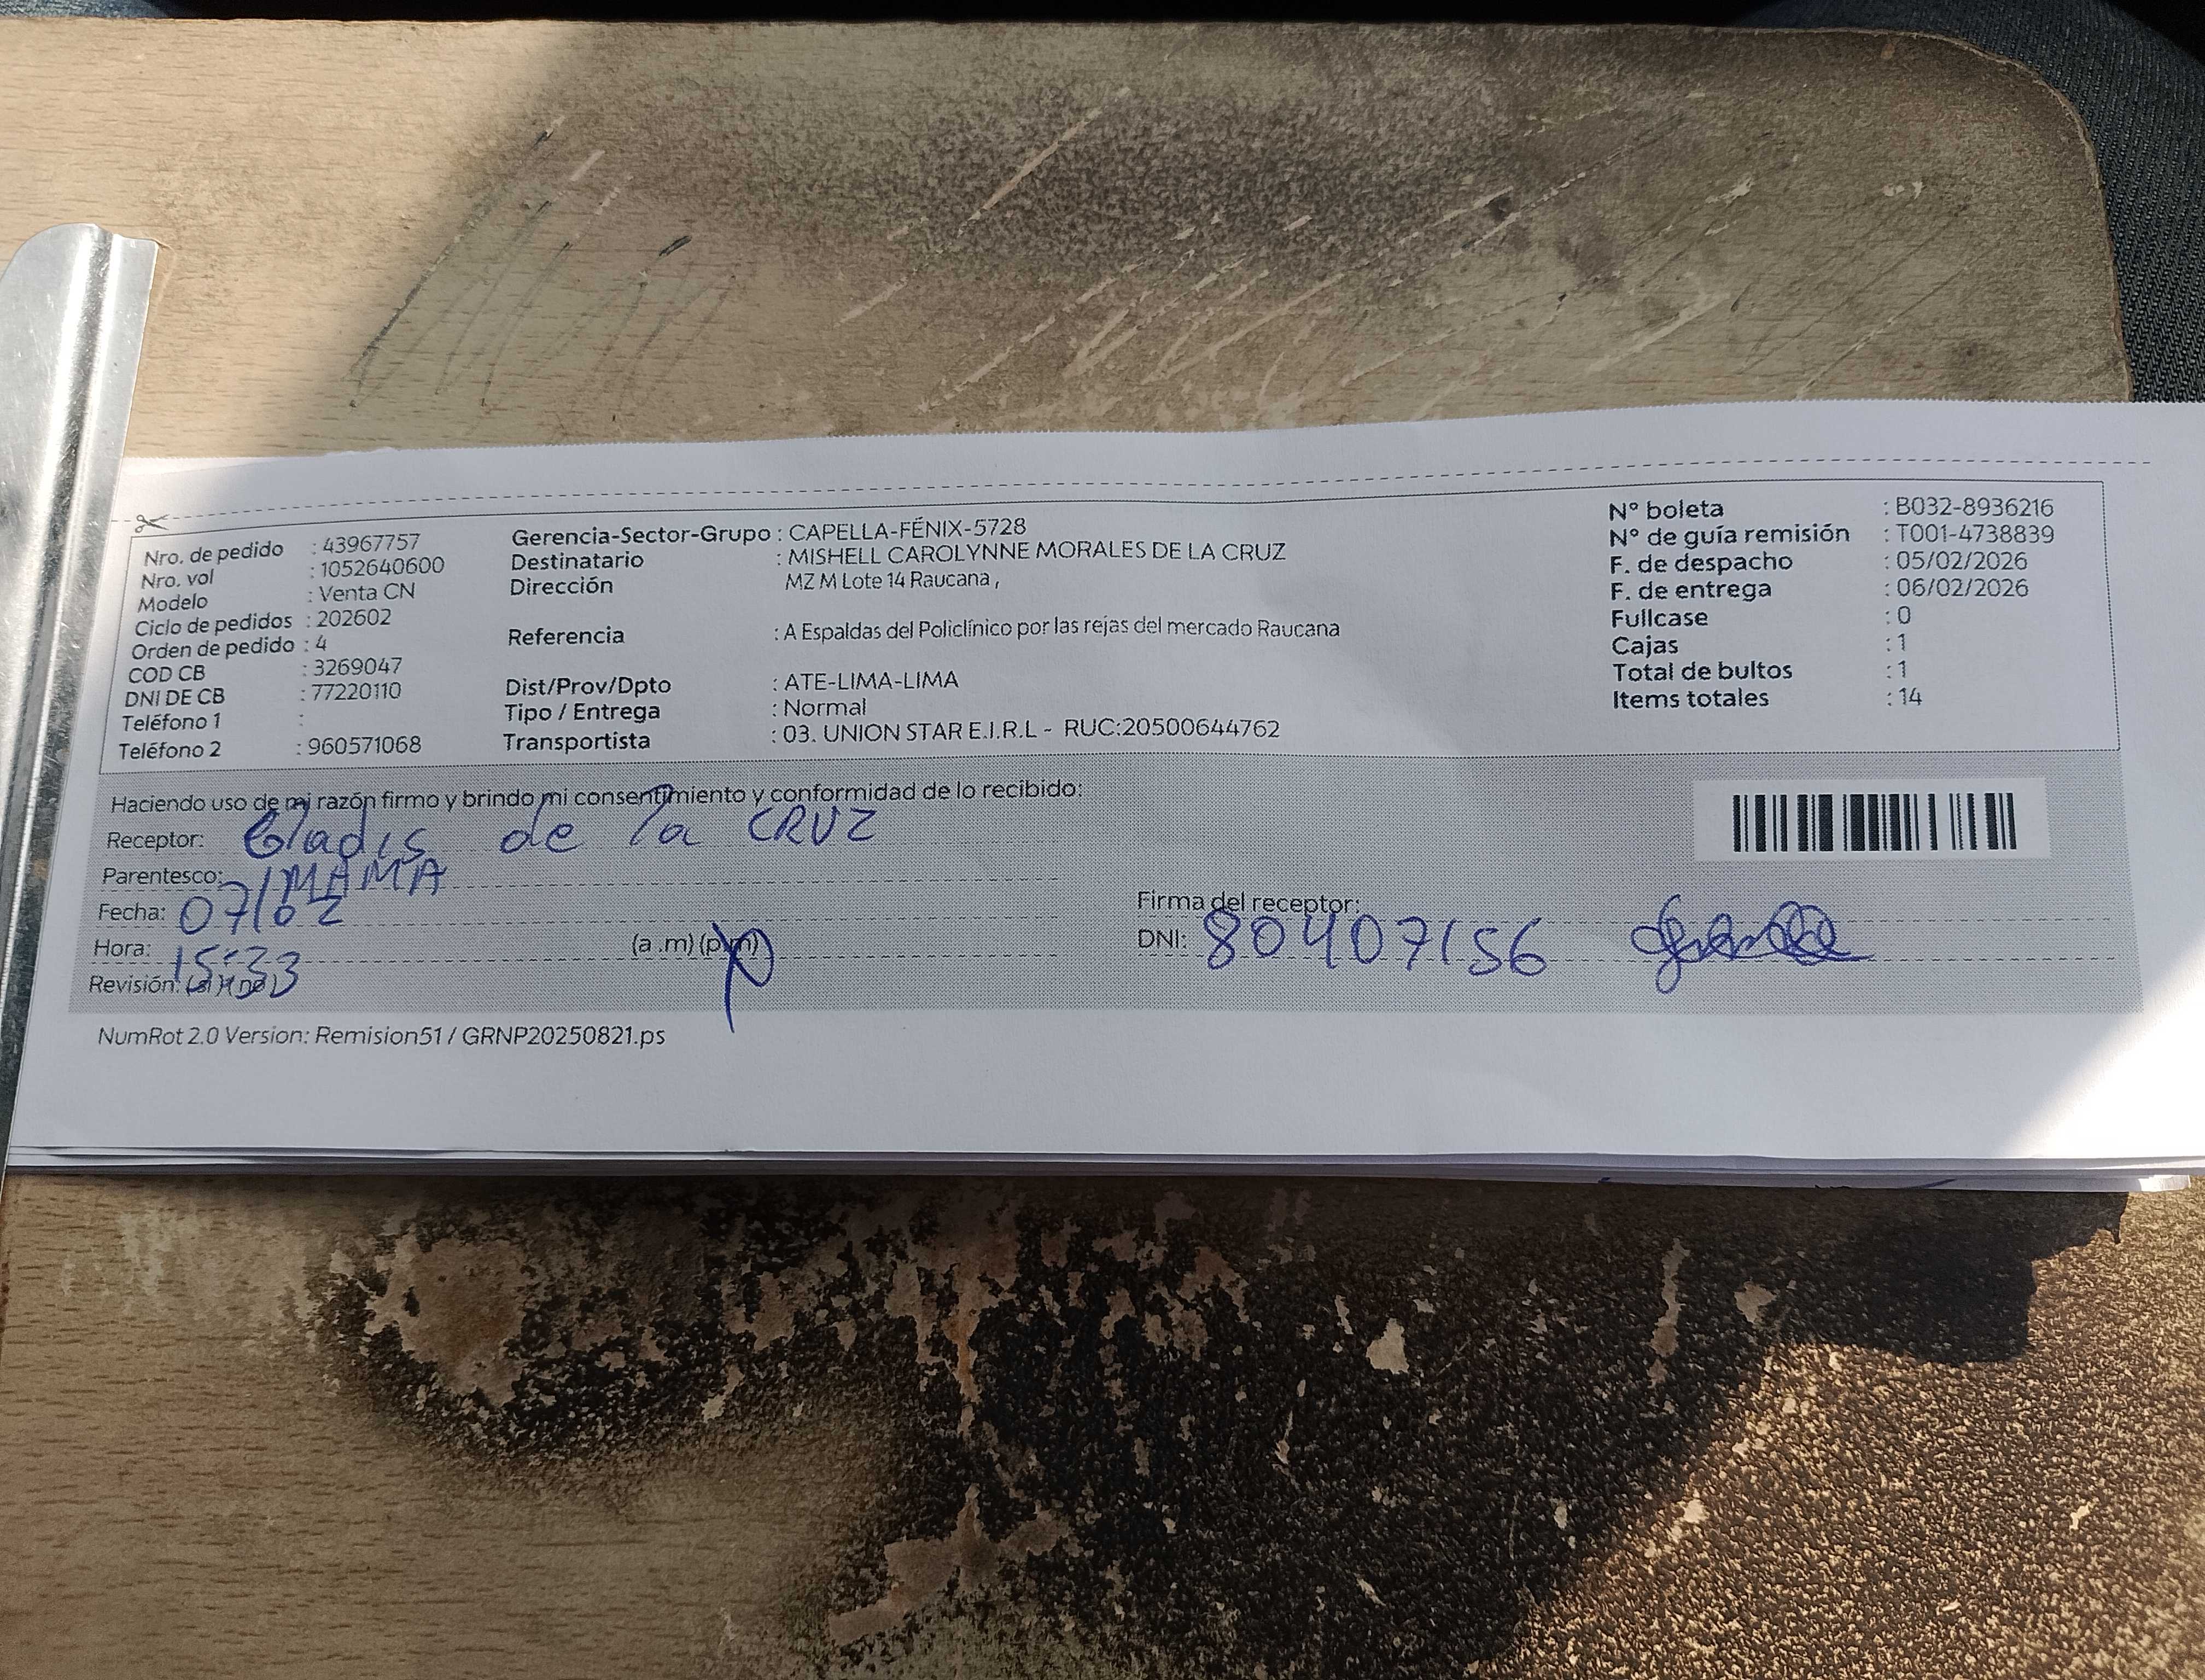 Nro. de pedido : 43967757
Nro. vol : 1052640600
Modelo : Venta CN
Ciclo de pedidos : 202602
Orden de pedido : 4
COD CB : 3269047
DNI DE CB : 77220110
Teléfono 1 :
Teléfono 2 : 960571068
Gerencia-Sector-Grupo : CAPELLA-FÉNIX-5728
Destinatario : MISHELL CAROLYNNE MORALES DE LA CRUZ
Dirección MZ M Lote 14 Raucana ,
Referencia : A Espaldas del Policlínico por las rejas del mercado Raucana
Dist/Prov/Dpto : ATE-LIMA-LIMA
Tipo / Entrega : Normal
Transportista : 03. UNION STAR E.I.R.L - RUC:20500644762
N° boleta : B032-8936216
N° de guía remisión : T001-4738839
F. de despacho : 05/02/2026
F. de entrega : 06/02/2026
Fullcase : 0
Cajas : 1
Total de bultos : 1
Items totales : 14
Haciendo uso de mi razón firmo y brindo mi consentimiento y conformidad de lo recibido:
Receptor: Gladis de la CRUZ
Parentesco: MAMA
Fecha: 07/02
Hora: 15:33 (a .m) (p.m)
Revisión: (si) (no)
Firma del receptor:
DNI: 80407156
NumRot 2.0 Version: Remision51 / GRNP20250821.ps